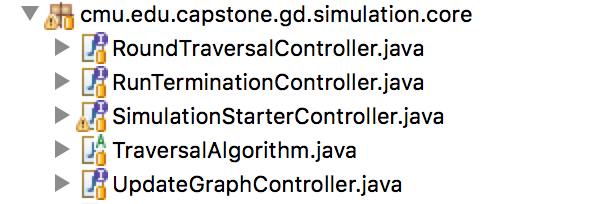 cmu.edu.capstone.gd.simulation.core
RoundTraversalController.java
RunTerminationController.java
SimulationStarterController.java
TraversalAlgorithm.java
UpdateGraphController.java